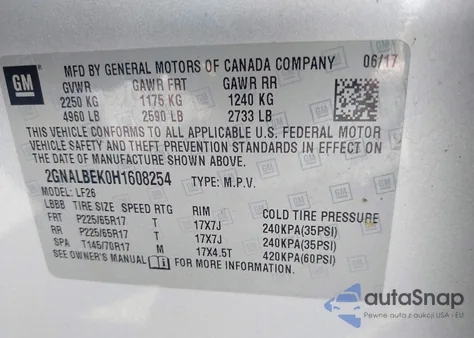 GM
MFD BY GENERAL MOTORS OF CANADA COMPANY 06/17
GVWR GAWR FRT GAWR RR
2250 KG 1175 KG 1240 KG
4960 LB 2590 LB 2733 LB
THIS VEHICLE CONFORMS TO ALL APPLICABLE U.S. FEDERAL MOTOR
VEHICLE SAFETY AND THEFT PREVENTION STANDARDS IN EFFECT ON
THE DATE OF MANUFACTURE SHOWN ABOVE.
2GNALBEK0H1608254 TYPE: M.P.V.
MODEL: LF26
LBBB TIRE SIZE SPEED RTG RIM COLD TIRE PRESSURE
FRT P225/65R17 T 17X7J 240KPA(35PSI)
RR P225/65R17 T 17X7J 240KPA(35PSI)
SPA T145/70R17 M 17X4.5T 420KPA(60PSI)
SEE OWNER'S MANUAL FOR MORE INFORMATION.
autoSnap
Pewne auta z aukcji USA - EU